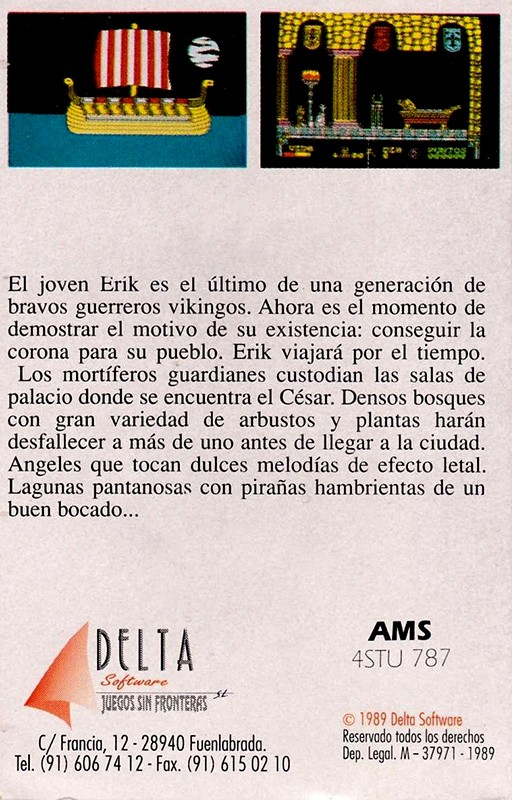 VIDA
PUNTOS
El joven Erik es el último de una generación de
bravos guerreros vikingos. Ahora es el momento de
demostrar el motivo de su existencia: conseguir la
corona para su pueblo. Erik viajará por el tiempo.
Los mortíferos guardianes custodian las salas de
palacio donde se encuentra el César. Densos bosques
con gran variedad de arbustos y plantas harán
desfallecer a más de uno antes de llegar a la ciudad.
Angeles que tocan dulces melodías de efecto letal.
Lagunas pantanosas con pirañas hambrientas de un
buen bocado...
DELTA
Software
JUEGOS SIN FRONTERAS SL
C/ Francia, 12 - 28940 Fuenlabrada.
Tel. (91) 606 74 12 - Fax. (91) 615 02 10
AMS
4STU 787
© 1989 Delta Software
Reservado todos los derechos
Dep. Legal. M - 37971 - 1989